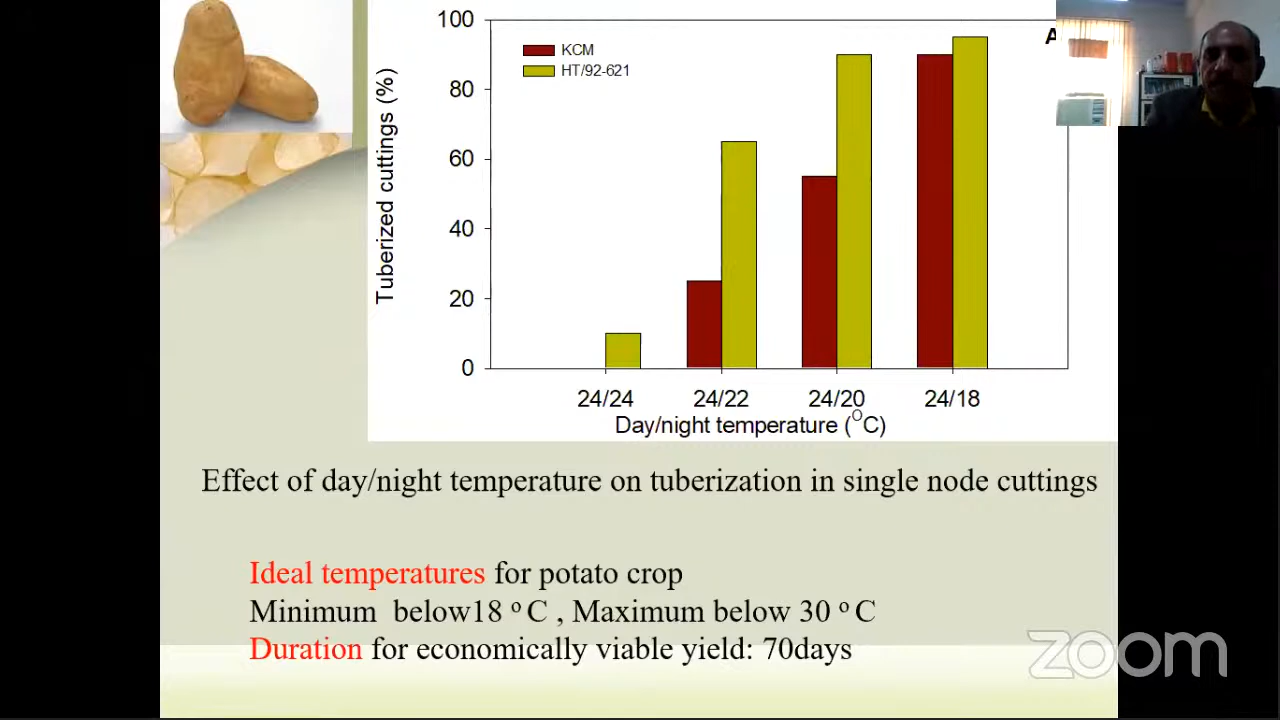 A
KCM
HT/92-621
Tuberized cuttings (%)
100
80
60
40
20
0
24/24 24/22 24/20 24/18
Day/night temperature (°C)
Effect of day/night temperature on tuberization in single node cuttings
Ideal temperatures for potato crop
Minimum below18 º C , Maximum below 30 º C
Duration for economically viable yield: 70days
zoom